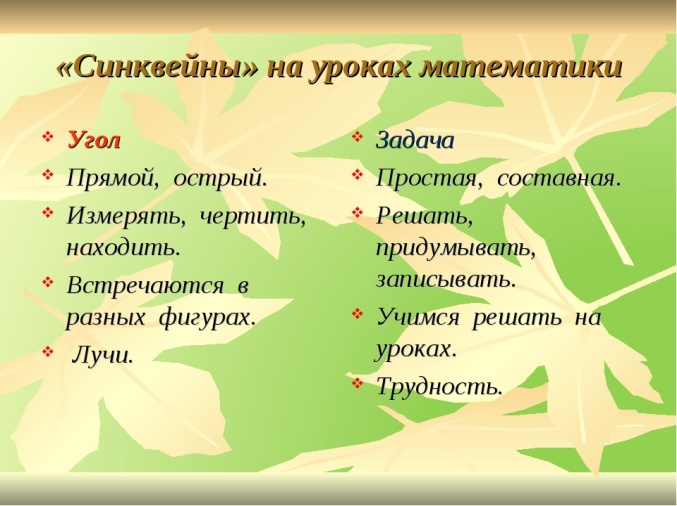 «Синквейны» на уроках математики
Угол
Прямой, острый.
Измерять, чертить,
находить.
Встречаются в
разных фигурах.
Лучи.
Задача
Простая, составная.
Решать,
придумывать,
записывать.
Учимся решать на
уроках.
Трудность.